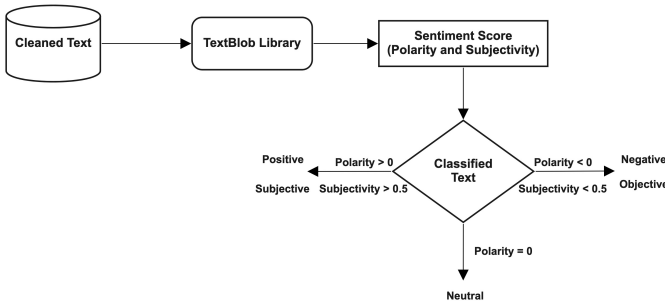 Cleaned Text
TextBlob Library
Sentiment Score
(Polarity and Subjectivity)
Positive
Polarity > 0
Classified
Text
Polarity < 0
Negative
Subjective
Subjectivity > 0.5
Subjectivity < 0.5
Objective
Polarity = 0
Neutral